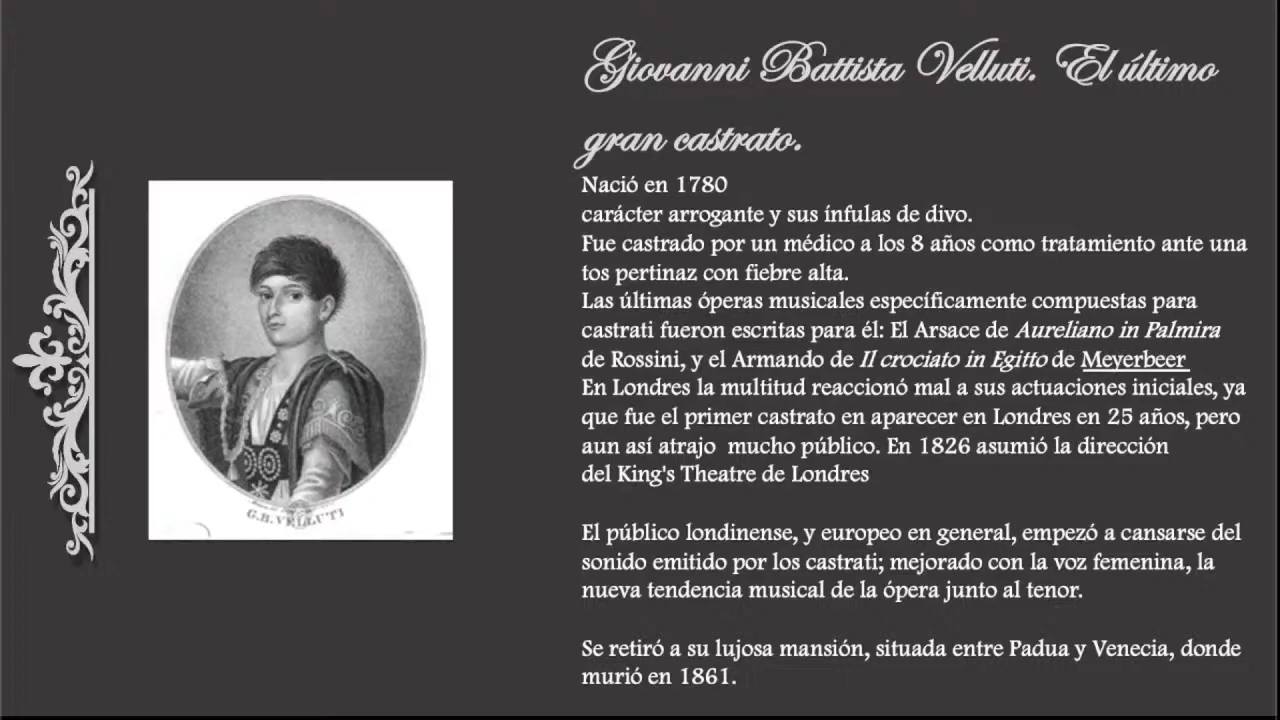 Giovanni Battista Velluti. El último
gran castrato.
Nació en 1780
carácter arrogante y sus ínfulas de divo.
Fue castrado por un médico a los 8 años como tratamiento ante una
tos pertinaz con fiebre alta.
Las últimas óperas musicales específicamente compuestas para
castrati fueron escritas para él: El Arsace de Aureliano in Palmira
de Rossini, y el Armando de Il crociato in Egitto de Meyerbeer
En Londres la multitud reaccionó mal a sus actuaciones iniciales, ya
que fue el primer castrato en aparecer en Londres en 25 años, pero
aun así atrajo  mucho público. En 1826 asumió la dirección
del King's Theatre de Londres
El público londinense, y europeo en general, empezó a cansarse del
sonido emitido por los castrati; mejorado con la voz femenina, la
nueva tendencia musical de la ópera junto al tenor.
Se retiró a su lujosa mansión, situada entre Padua y Venecia, donde
murió en 1861.
G.B. VELLUTI